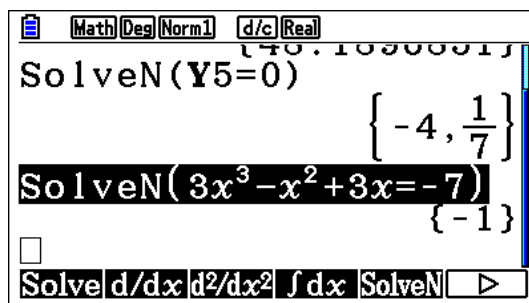 Math Deg Norm1 d/c Real
SolveN(Y5=0)
{-4, 1/7}
SolveN(3x³-x²+3x=-7)
{-1}
Solve d/dx d²/dx² ∫dx SolveN ▷